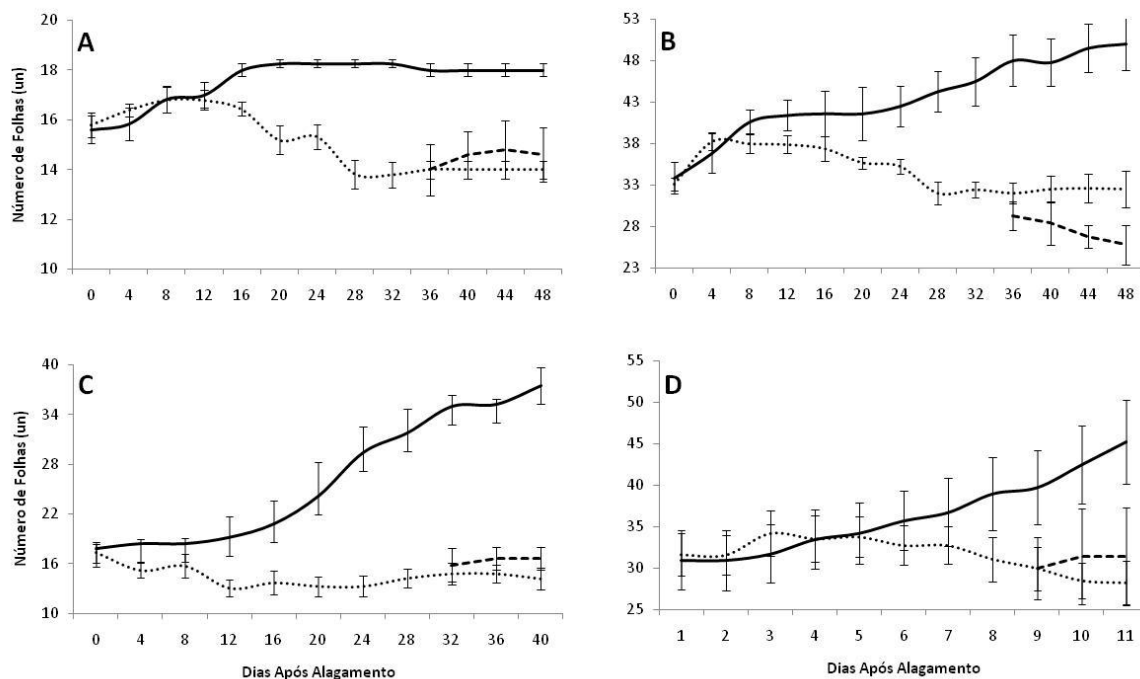 A
Número de Folhas (un)
20
18
16
14
12
10
0 4 8 12 16 20 24 28 32 36 40 44 48
B
53
48
43
38
33
28
23
0 4 8 12 16 20 24 28 32 36 40 44 48
C
Número de Folhas (un)
40
34
28
22
16
10
0 4 8 12 16 20 24 28 32 36 40
Dias Após Alagamento
D
55
50
45
40
35
30
25
1 2 3 4 5 6 7 8 9 10 11
Dias Após Alagamento